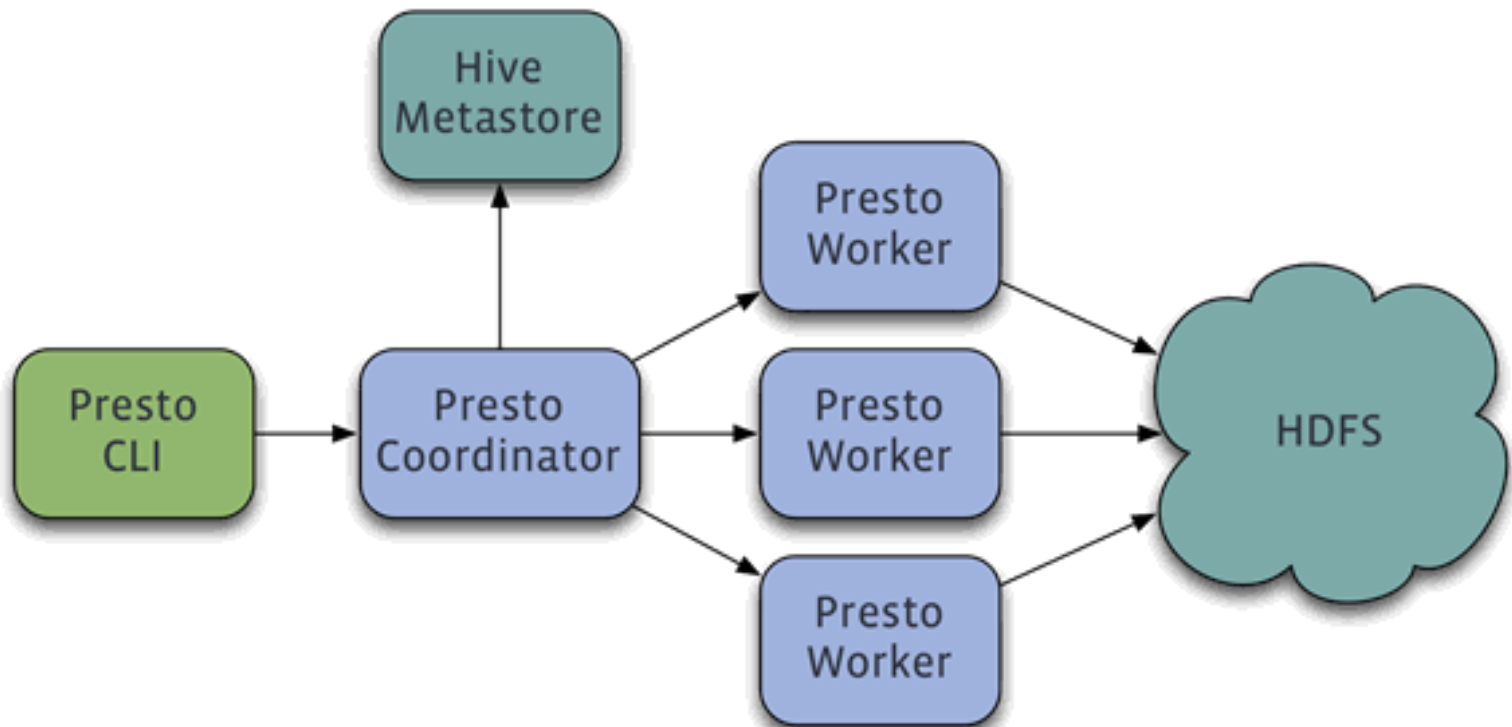 Hive
Metastore
Presto
Worker
Presto
CLI
Presto
Coordinator
Presto
Worker
HDFS
Presto
Worker